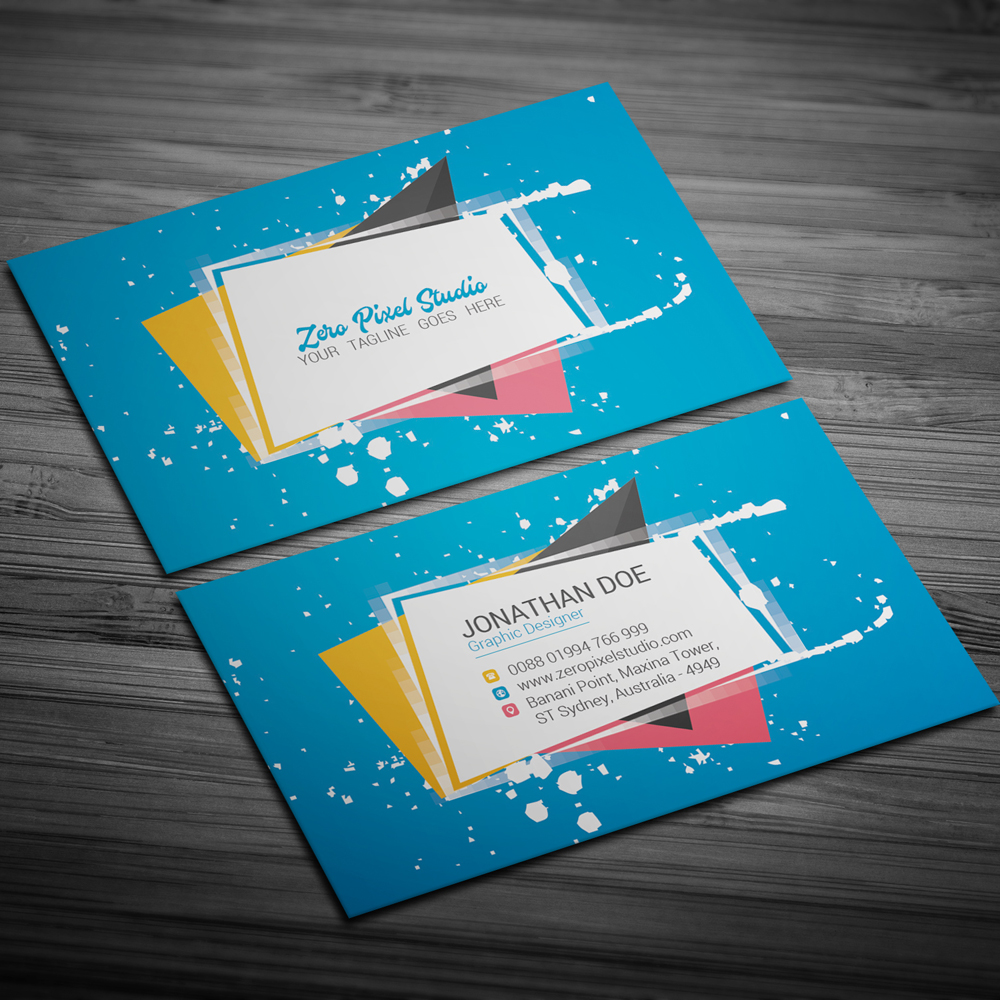 Zero Pixel Studio
YOUR TAGLINE GOES HERE
JONATHAN DOE
Graphic Designer
0088 01994 766 999
www.zeropixelstudio.com
Banani Point, Maxina Tower,
ST Sydney, Australia - 4949